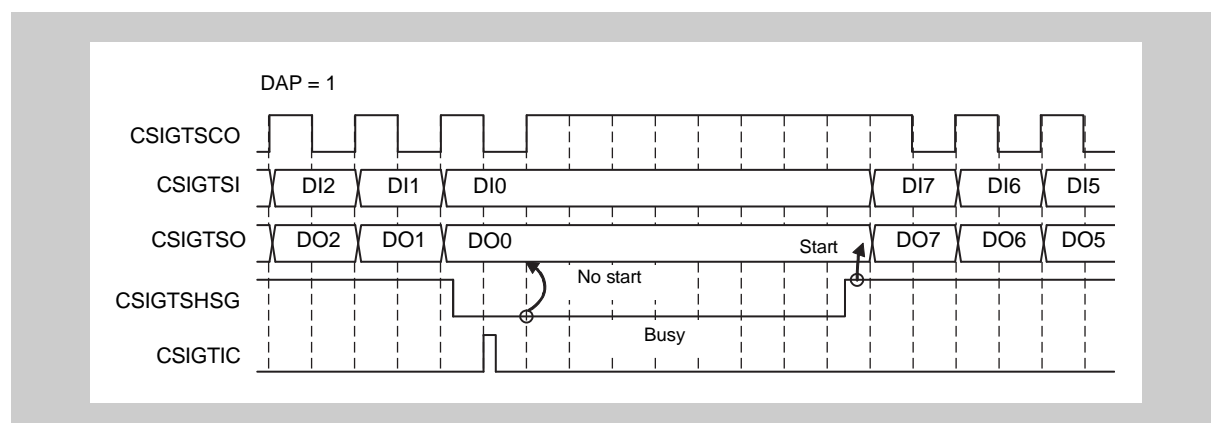 DAP = 1
CSIGTSCO
CSIGTSI DI2 DI1 DI0 DI7 DI6 DI5
CSIGTSO DO2 DO1 DO0 Start DO7 DO6 DO5
No start
CSIGTSHSG
Busy
CSIGTIC